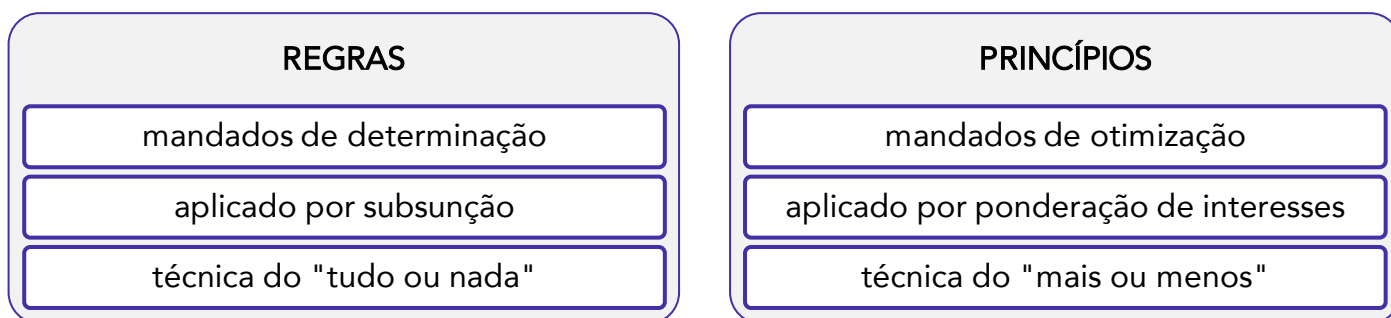 REGRAS
mandados de determinação
aplicado por subsunção
técnica do "tudo ou nada"
PRINCÍPIOS
mandados de otimização
aplicado por ponderação de interesses
técnica do "mais ou menos"